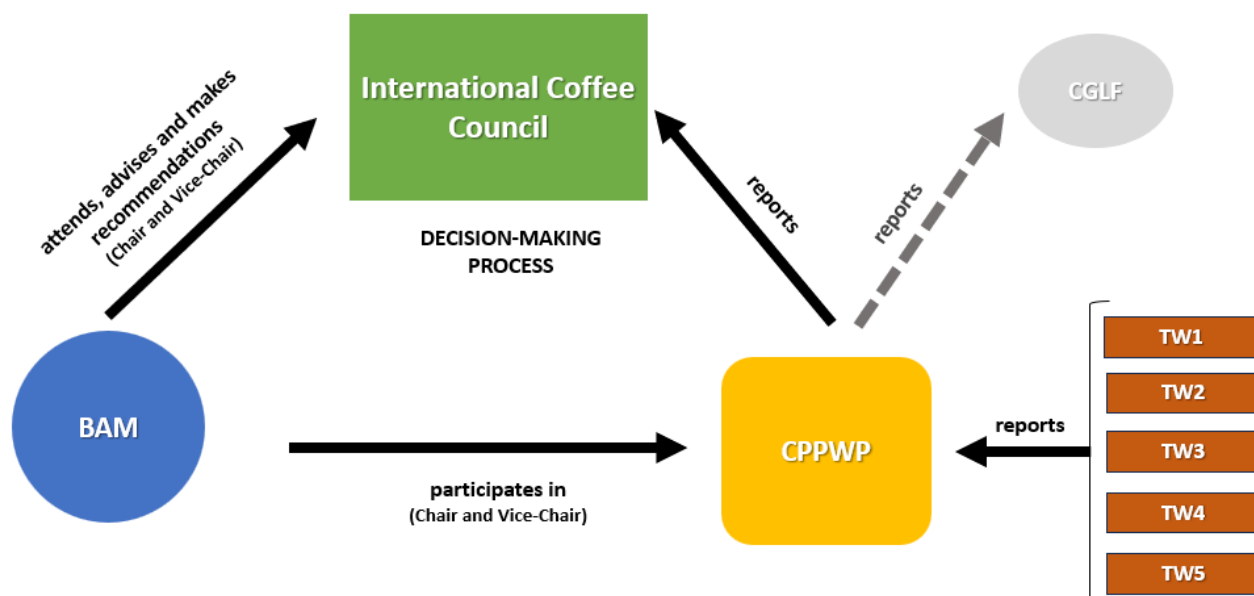 International Coffee
Council
CGLF
attends, advises and makes
recommendations
(Chair and Vice-Chair)
reports
reports
DECISION-MAKING
PROCESS
BAM
CPPWP
participates in
(Chair and Vice-Chair)
reports
TW1
TW2
TW3
TW4
TW5